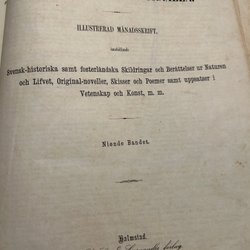 ILLUSTRERAD MÅNADSSKRIFT,
innehållande
Svensk-historiska samt fosterländska Skildringar och Berättelser ur Naturen
och Lifvet, Original-noveller, Skisser och Poemer samt uppsatser i
Vetenskap och Konst, m. m.
Nionde Bandet.
Halmstad.